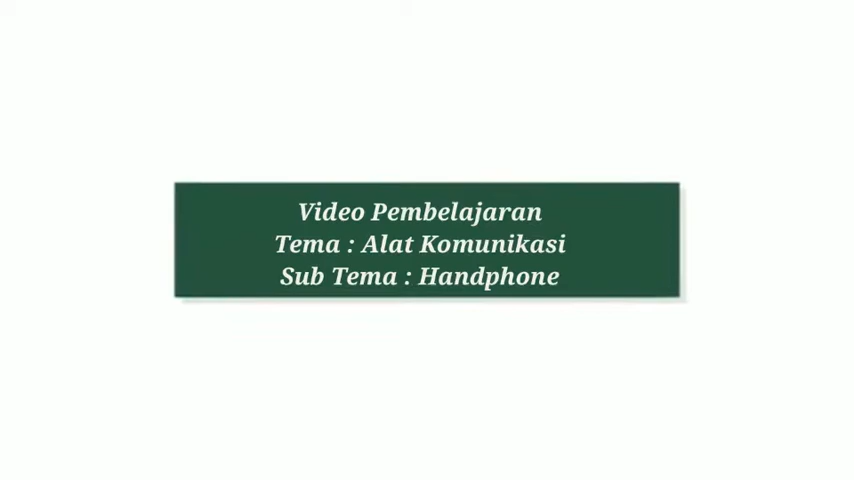 Video Pembelajaran
Tema : Alat Komunikasi
Sub Tema : Handphone